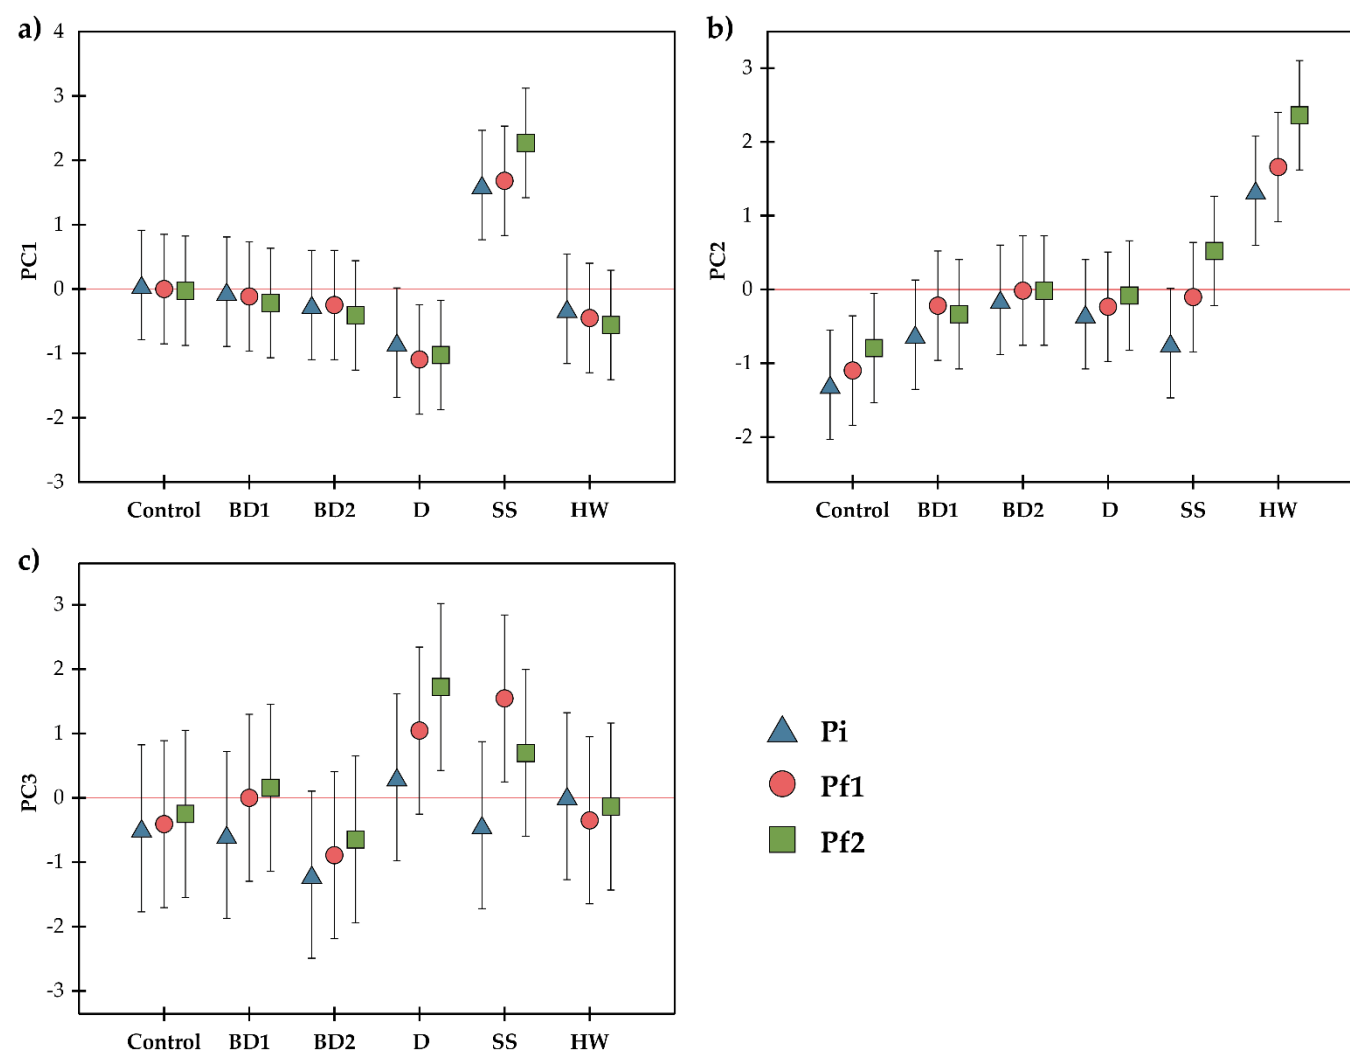 a)
4
3
2
1
0
-1
-2
-3
PC1
Control BD1 BD2 D SS HW
b)
3
2
1
0
-1
-2
PC2
Control BD1 BD2 D SS HW
c)
3
2
1
0
-1
-2
-3
PC3
Control BD1 BD2 D SS HW
Pi
Pf1
Pf2